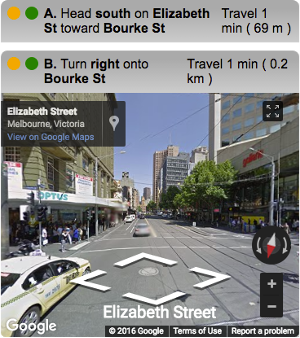 A. Head south on Elizabeth St toward Bourke St
Travel 1 min ( 69 m )
B. Turn right onto Bourke St
Travel 1 min ( 0.2 km )
Elizabeth Street
Melbourne, Victoria
View on Google Maps
OPTUS
Elizabeth Street
Google
© 2016 Google
Terms of Use
Report a problem